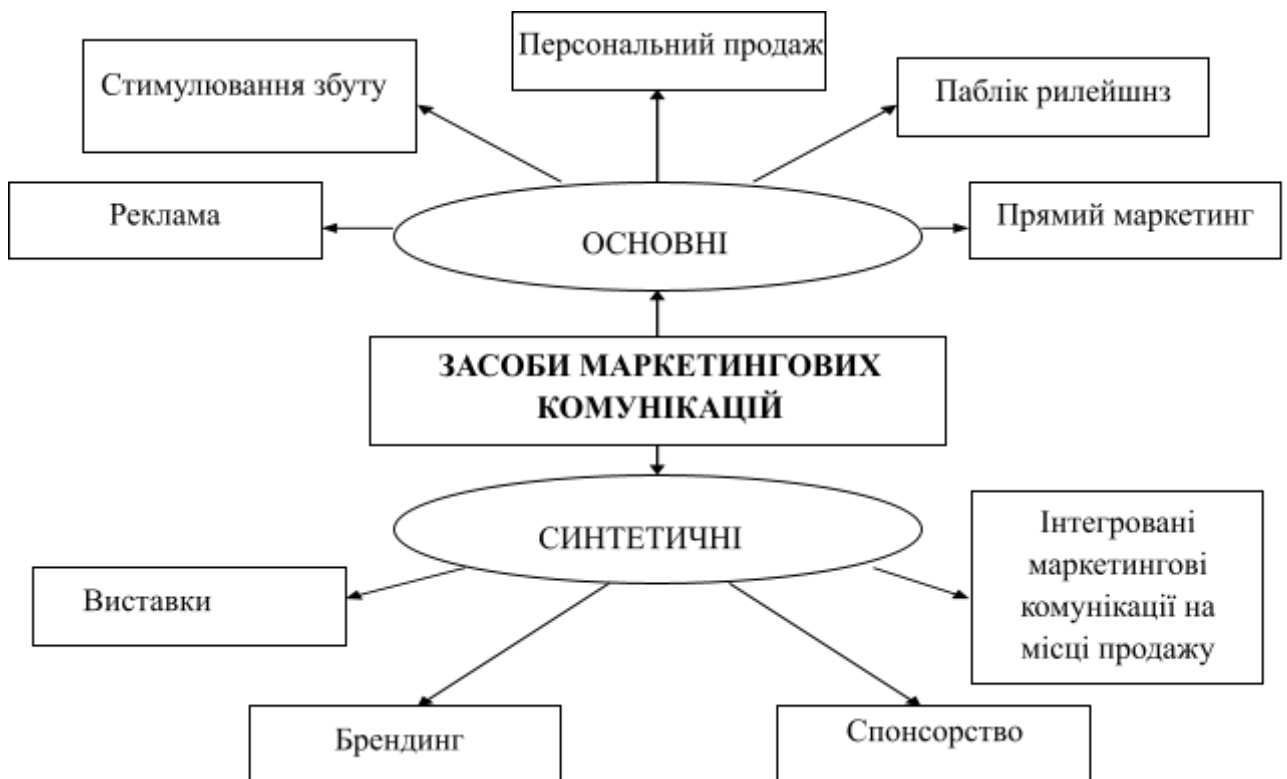 Персональний продаж
Стимулювання збуту
Паблік рилейшнз
Реклама
Прямий маркетинг
ОСНОВНІ
ЗАСОБИ МАРКЕТИНГОВИХ
КОМУНІКАЦІЙ
СИНТЕТИЧНІ
Інтегровані
маркетингові
комунікації на
місці продажу
Виставки
Брендинг
Спонсорство